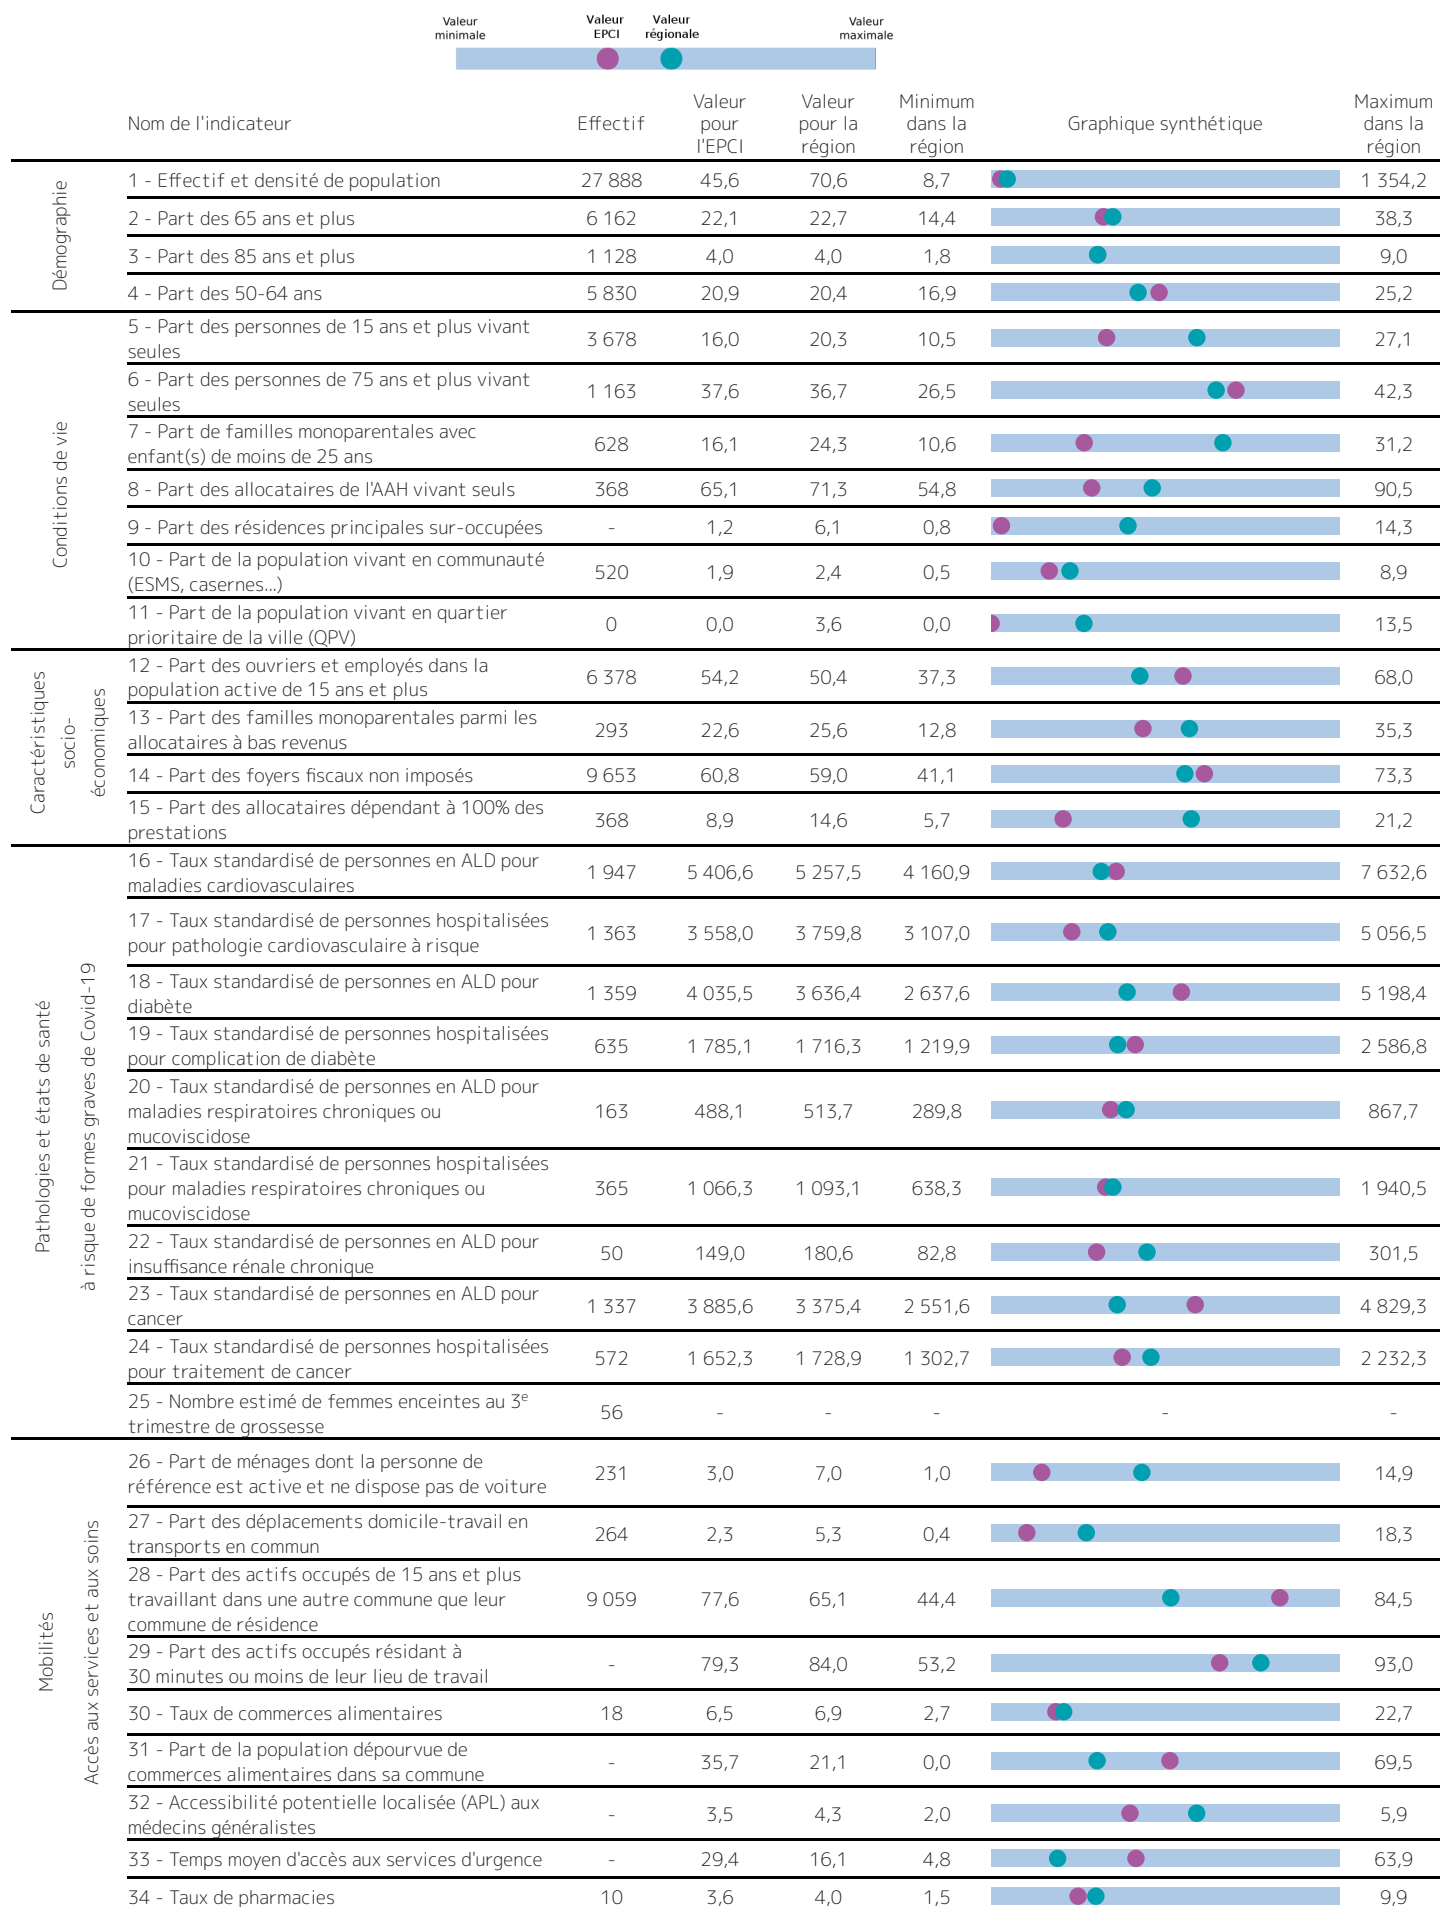 Valeur minimale
Valeur EPCI
Valeur régionale
Valeur maximale
Nom de l'indicateur
Effectif
Valeur pour l'EPCI
Valeur pour la région
Minimum dans la région
Graphique synthétique
Maximum dans la région
Démographie
1 - Effectif et densité de population 27 888 45,6 70,6 8,7 1 354,2
2 - Part des 65 ans et plus 6 162 22,1 22,7 14,4 38,3
3 - Part des 85 ans et plus 1 128 4,0 4,0 1,8 9,0
4 - Part des 50-64 ans 5 830 20,9 20,4 16,9 25,2
Conditions de vie
5 - Part des personnes de 15 ans et plus vivant
seules 3 678 16,0 20,3 10,5 27,1
6 - Part des personnes de 75 ans et plus vivant
seules 1 163 37,6 36,7 26,5 42,3
7 - Part de familles monoparentales avec
enfant(s) de moins de 25 ans 628 16,1 24,3 10,6 31,2
8 - Part des allocataires de l'AAH vivant seuls 368 65,1 71,3 54,8 90,5
9 - Part des résidences principales sur-occupées - 1,2 6,1 0,8 14,3
10 - Part de la population vivant en communauté
(ESMS, casernes...) 520 1,9 2,4 0,5 8,9
11 - Part de la population vivant en quartier
prioritaire de la ville (QPV) 0 0,0 3,6 0,0 13,5
Caractéristiques
socio-
économiques
12 - Part des ouvriers et employés dans la
population active de 15 ans et plus 6 378 54,2 50,4 37,3 68,0
13 - Part des familles monoparentales parmi les
allocataires à bas revenus 293 22,6 25,6 12,8 35,3
14 - Part des foyers fiscaux non imposés 9 653 60,8 59,0 41,1 73,3
15 - Part des allocataires dépendant à 100% des
prestations 368 8,9 14,6 5,7 21,2
Pathologies et états de santé
à risque de formes graves de Covid-19
16 - Taux standardisé de personnes en ALD pour
maladies cardiovasculaires 1 947 5 406,6 5 257,5 4 160,9 7 632,6
17 - Taux standardisé de personnes hospitalisées
pour pathologie cardiovasculaire à risque 1 363 3 558,0 3 759,8 3 107,0 5 056,5
18 - Taux standardisé de personnes en ALD pour
diabète 1 359 4 035,5 3 636,4 2 637,6 5 198,4
19 - Taux standardisé de personnes hospitalisées
pour complication de diabète 635 1 785,1 1 716,3 1 219,9 2 586,8
20 - Taux standardisé de personnes en ALD pour
maladies respiratoires chroniques ou 163 488,1 513,7 289,8 867,7
mucoviscidose
21 - Taux standardisé de personnes hospitalisées
pour maladies respiratoires chroniques ou 365 1 066,3 1 093,1 638,3 1 940,5
mucoviscidose
22 - Taux standardisé de personnes en ALD pour
insuffisance rénale chronique 50 149,0 180,6 82,8 301,5
23 - Taux standardisé de personnes en ALD pour
cancer 1 337 3 885,6 3 375,4 2 551,6 4 829,3
24 - Taux standardisé de personnes hospitalisées
pour traitement de cancer 572 1 652,3 1 728,9 1 302,7 2 232,3
25 - Nombre estimé de femmes enceintes au 3e
trimestre de grossesse 56 - - - - -
Mobilités
Accès aux services et aux soins
26 - Part de ménages dont la personne de
référence est active et ne dispose pas de voiture 231 3,0 7,0 1,0 14,9
27 - Part des déplacements domicile-travail en
transports en commun 264 2,3 5,3 0,4 18,3
28 - Part des actifs occupés de 15 ans et plus
travaillant dans une autre commune que leur 9 059 77,6 65,1 44,4 84,5
commune de résidence
29 - Part des actifs occupés résidant à
30 minutes ou moins de leur lieu de travail - 79,3 84,0 53,2 93,0
30 - Taux de commerces alimentaires 18 6,5 6,9 2,7 22,7
31 - Part de la population dépourvue de
commerces alimentaires dans sa commune - 35,7 21,1 0,0 69,5
32 - Accessibilité potentielle localisée (APL) aux
médecins généralistes - 3,5 4,3 2,0 5,9
33 - Temps moyen d'accès aux services d'urgence - 29,4 16,1 4,8 63,9
34 - Taux de pharmacies 10 3,6 4,0 1,5 9,9